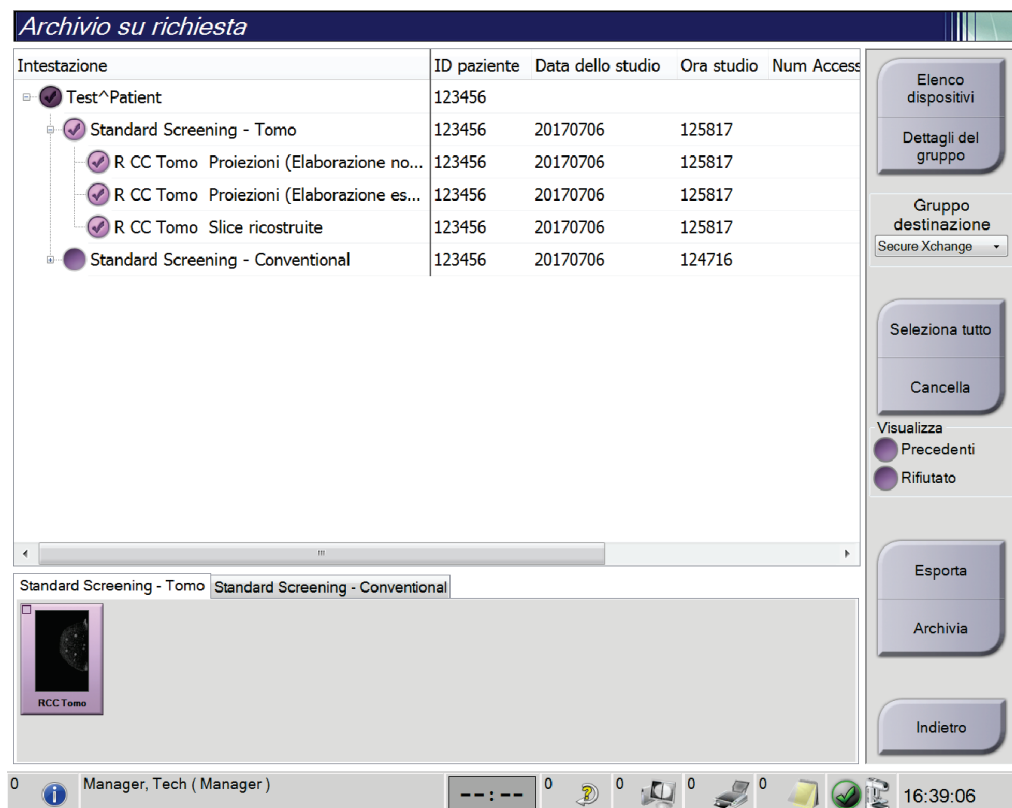 Archivio su richiesta
Intestazione ID paziente Data dello studio Ora studio Num Access
Test^Patient 123456
Standard Screening - Tomo 123456 20170706 125817
R CC Tomo Proiezioni (Elaborazione no... 123456 20170706 125817
R CC Tomo Proiezioni (Elaborazione es... 123456 20170706 125817
R CC Tomo Slice ricostruite 123456 20170706 125817
Standard Screening - Conventional 123456 20170706 124716
Elenco
dispositivi
Dettagli del
gruppo
Gruppo
destinazione
Secure Xchange
Seleziona tutto
Cancella
Visualizza
Precedenti
Rifiutato
Esporta
Archivia
Indietro
Standard Screening - Tomo Standard Screening - Conventional
RCC Tomo
0 Manager, Tech ( Manager ) --:-- 0 0 0 0 16:39:06